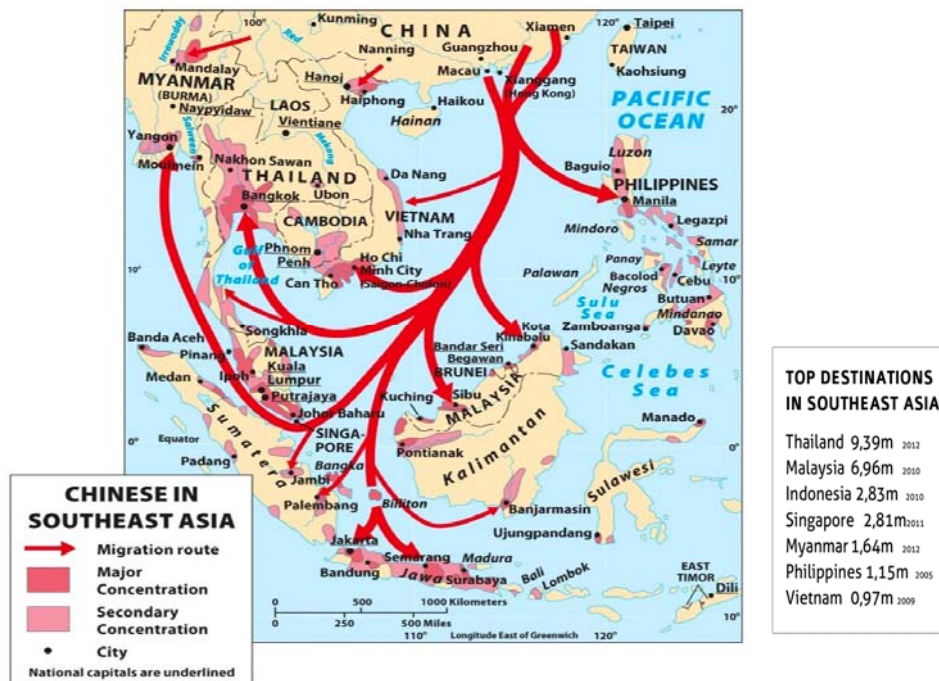 100°
Kunming
CHINA
Xiamen
120°
Taipei
Irrawaddy
Red
Nanning
Guangzhou
TAIWAN
Mandalay
Hanoi
Macau
Xianggang
(Hong Kong)
Kaohsiung
MYANMAR
(BURMA)
Haiphong
LAOS
Haikou
PACIFIC
OCEAN
Naypyidaw
Vientiane
Hainan
20°
Salween
Mekong
Yangon
Moulmein
Nakhon Sawan
Da Nang
Luzon
Baguio
THAILAND
Ubon
PHILIPPINES
Bangkok
Manila
CAMBODIA
VIETNAM
Legazpi
Nha Trang
Mindoro
Samar
Phnom
Penh
Gulf
of
Thailand
Ho Chi
Minh City
(Saigon-Cholon)
Panay
Leyte
10°
Can Tho
Palawan
Bacolod
Negros
Cebu
10°
Sulu
Sea
Butuan
Mindanao
Songkhla
Kota
Kinabalu
Zamboanga
Davao
Banda Aceh
Bandar Seri
Begawan
Sandakan
Pinang
MALAYSIA
BRUNEI
Celebes
Sea
Medan
Ipoh
Kuala
Lumpur
Kuching
Sibu
MALAYSIA
Putrajaya
Manado
Johor Baharu
Sumatera
SINGA-
PORE
Kalimantan
0°
Equator
Pontianak
0°
Padang
Bangka
Sulawesi
Jambi
Palembang
Billiton
Banjarmasin
Ujungpandang
Jakarta
Semarang
Madura
EAST
TIMOR
Bandung
Jawa
Surabaya
Bali
Lombok
Dili
0 500 1000 Kilometers
0 250 500 Miles
10°
110°
Longitude East of Greenwich
120°
CHINESE IN
SOUTHEAST ASIA
Migration route
Major
Concentration
Secondary
Concentration
City
National capitals are underlined
TOP DESTINATIONS
IN SOUTHEAST ASIA
Thailand 9,39m 2012
Malaysia 6,96m 2010
Indonesia 2,83m 2010
Singapore 2,81m 2011
Myanmar 1,64m 2012
Philippines 1,15m 2005
Vietnam 0,97m 2009